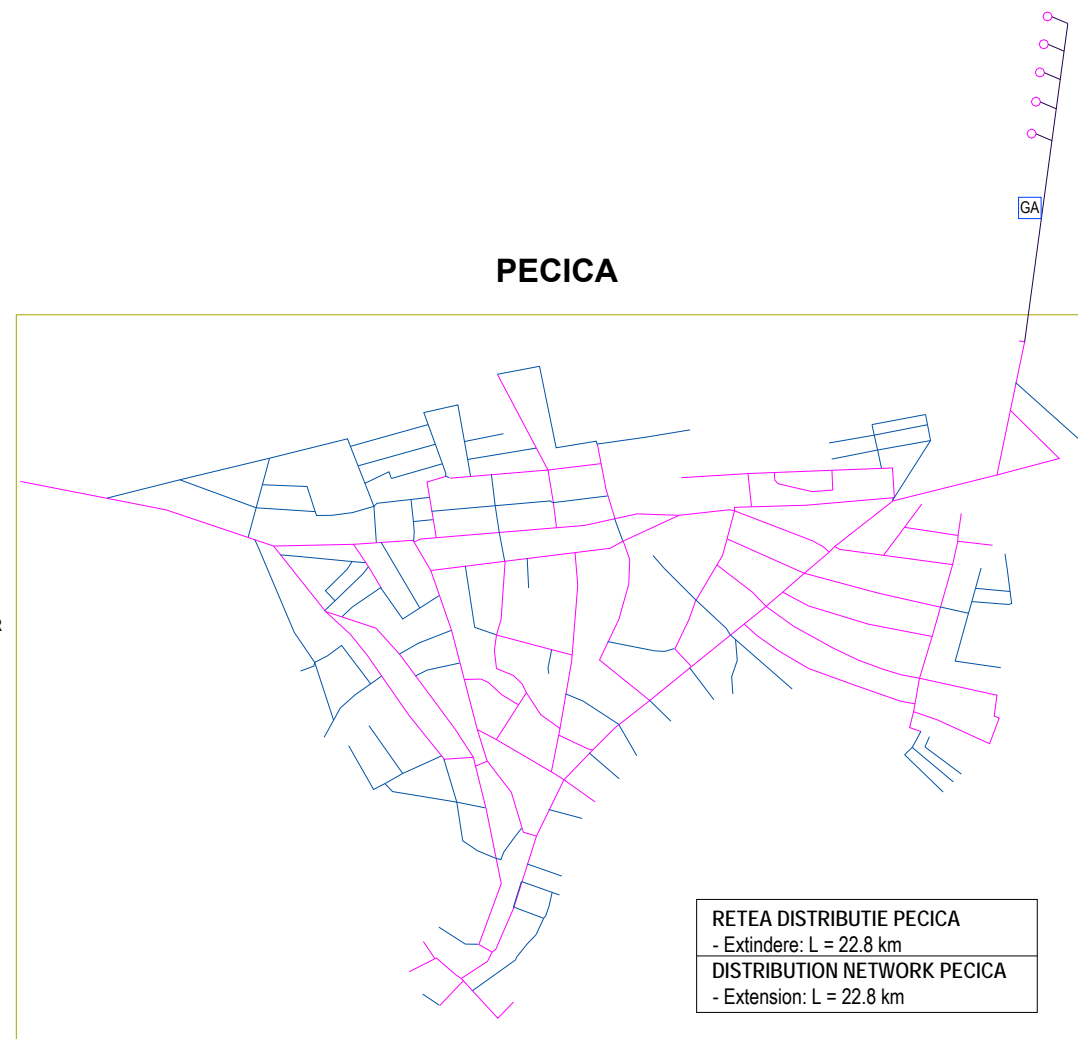 GA
PECICA
R
RETEA DISTRIBUTIE PECICA
- Extindere: L = 22.8 km
DISTRIBUTION NETWORK PECICA
- Extension: L = 22.8 km